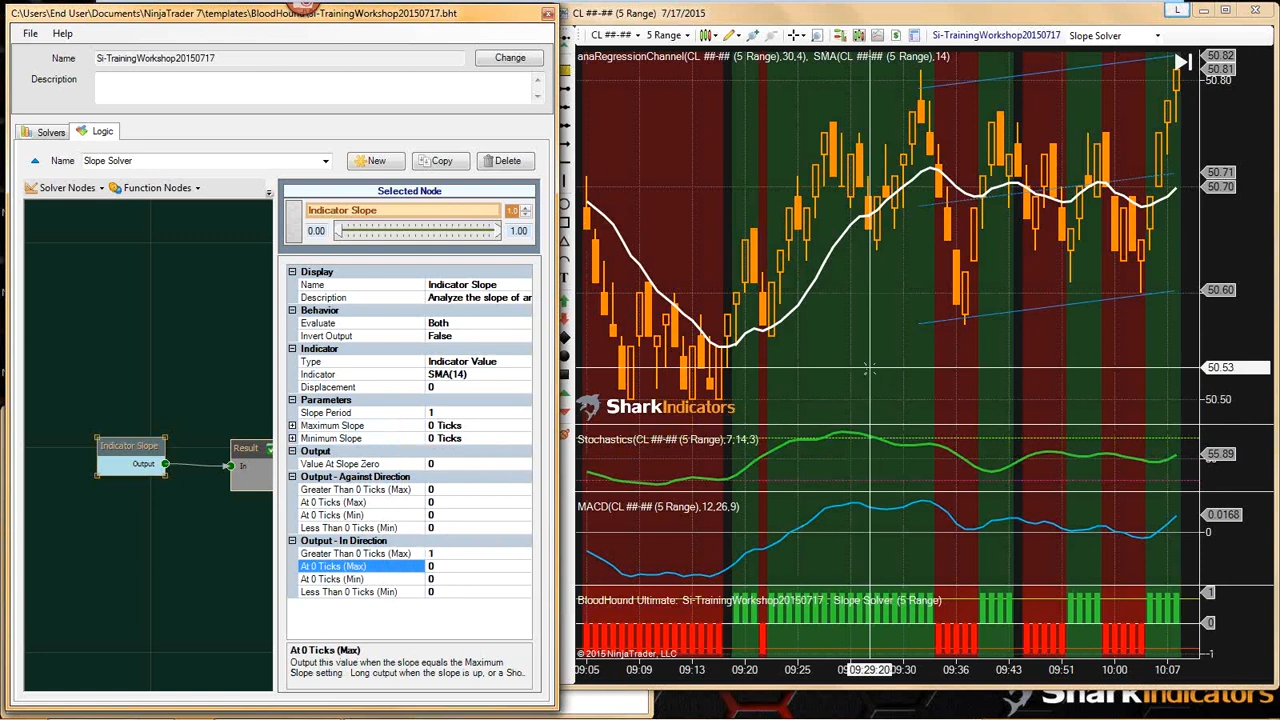 C:\Users\End User\Documents\NinjaTrader 7\templates\BloodHound\Si-TrainingWorkshop20150717.bht
File Help
Name Si-TrainingWorkshop20150717 Change
Description
Solvers Logic
Name Slope Solver New Copy Delete
Solver Nodes Function Nodes
Selected Node
Indicator Slope 1.0
0.00 1.00
Display
Name Indicator Slope
Description Analyze the slope of ar
Behavior
Evaluate Both
Invert Output False
Indicator
Type Indicator Value
Indicator SMA(14)
Displacement 0
Parameters
Slope Period 1
Maximum Slope 0 Ticks
Minimum Slope 0 Ticks
Output
Value At Slope Zero 0
Output - Against Direction
Greater Than 0 Ticks (Max) 0
At 0 Ticks (Max) 0
At 0 Ticks (Min) 0
Less Than 0 Ticks (Min) 0
Output - In Direction
Greater Than 0 Ticks (Max) 1
At 0 Ticks (Max) 0
At 0 Ticks (Min) 0
Less Than 0 Ticks (Min) 0
At 0 Ticks (Max)
Output this value when the slope equals the Maximum
Slope setting Long output when the slope is up, or a Sho..
Indicator Slope
Output
Result
In
CL ##-## (5 Range) 7/17/2015
L
CL ##-## 5 Range Si-TrainingWorkshop20150717 Slope Solver
anaRegressionChannel(CL ##-## (5 Range),30,4), SMA(CL ##-## (5 Range),14)
50.82
50.81
50.80
50.71
50.70
50.60
50.53
50.50
SharkIndicators
Stochastics(CL ##-## (5 Range),7,14,3)
55.89
MACD(CL ##-## (5 Range),12,26,9)
0.0168
0
BloodHound Ultimate: Si-TrainingWorkshop20150717 Slope Solver (5 Range)
1
0
-1
© 2015 NinjaTrader, LLC
09:05 09:09 09:13 09:20 09:25 09:29:20 09:30 09:36 09:43 09:51 10:00 10:07
SharkIndicators